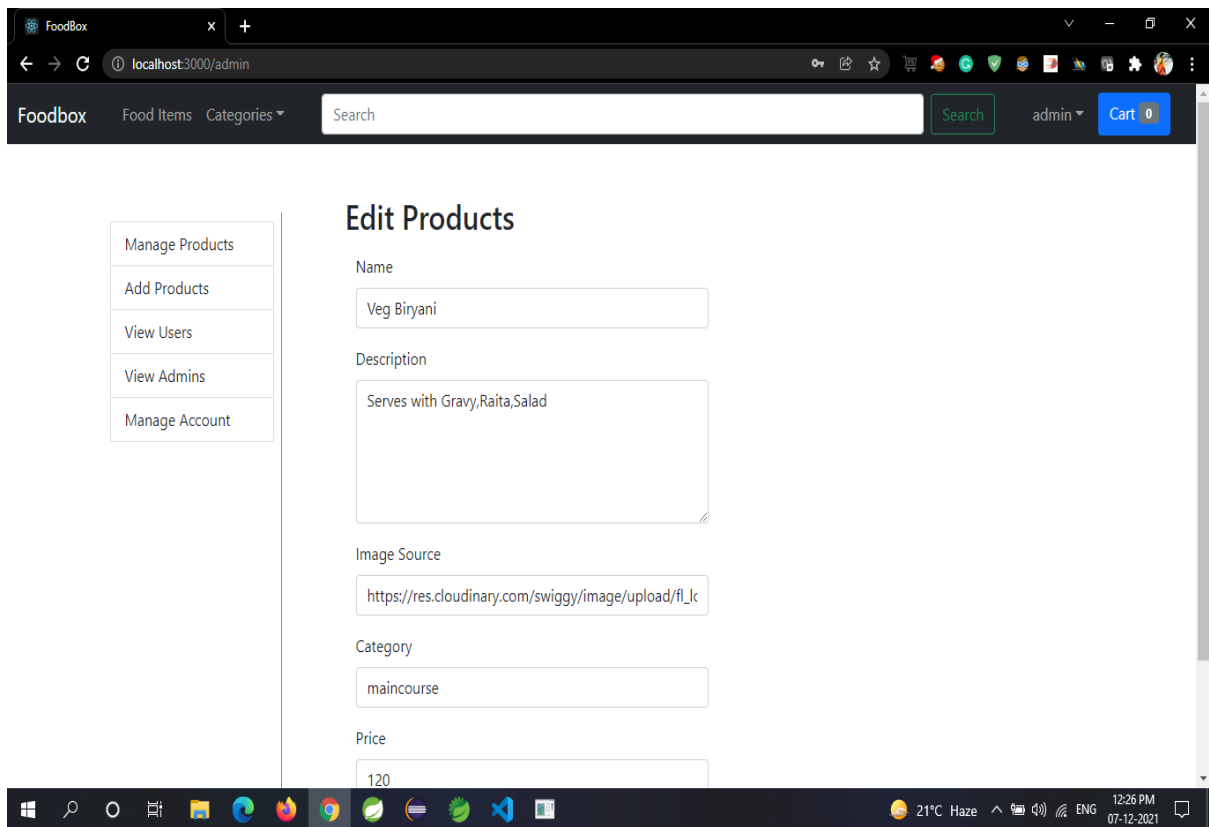 FoodBox
localhost:3000/admin
Foodbox
Food Items
Categories
Search
Search
admin
Cart 0
Manage Products
Add Products
View Users
View Admins
Manage Account
Edit Products
Name
Veg Biryani
Description
Serves with Gravy,Raita,Salad
Image Source
https://res.cloudinary.com/swiggy/image/upload/fl_lo
Category
maincourse
Price
120
21°C Haze
ENG
12:26 PM
07-12-2021